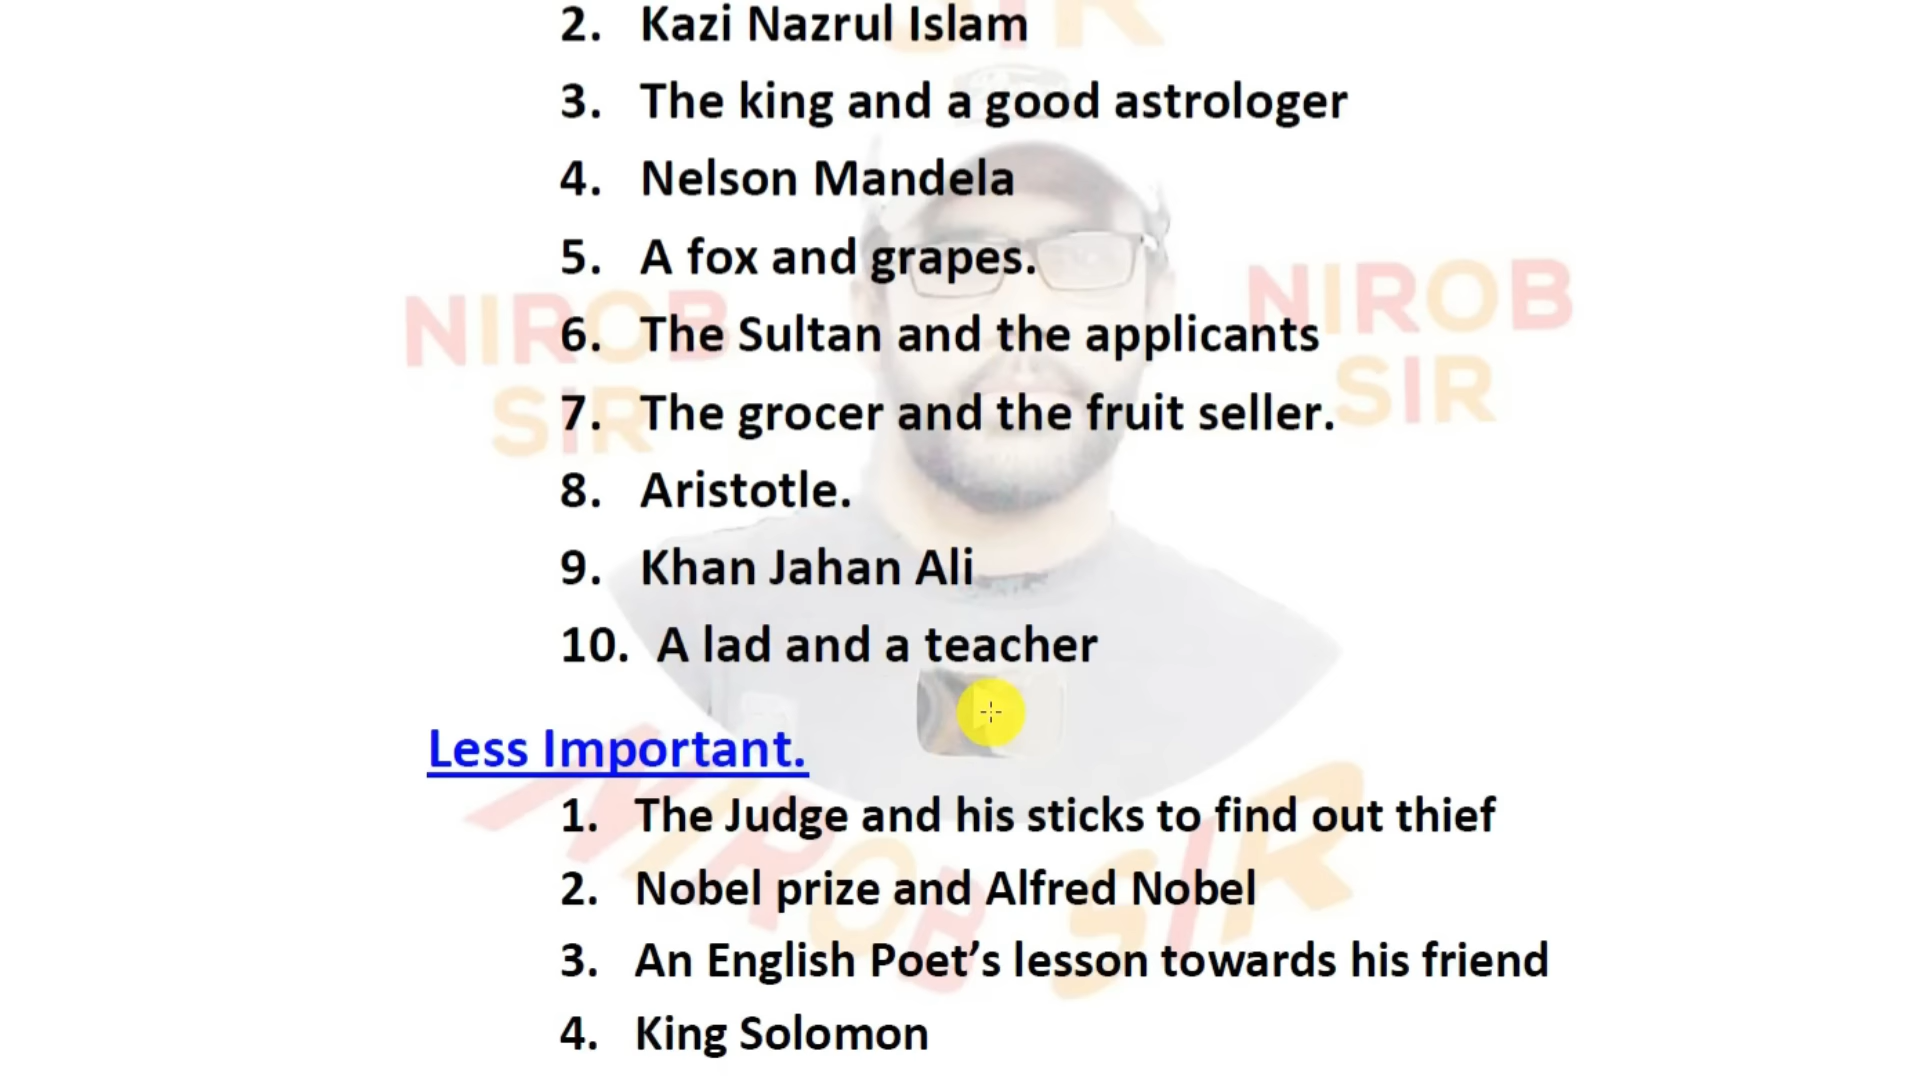 SIR
2. Kazi Nazrul Islam
3. The king and a good astrologer
4. Nelson Mandela
5. A fox and grapes.
NIROB
SIR
NIROB
SIR
6. The Sultan and the applicants
7. The grocer and the fruit seller.
8. Aristotle.
9. Khan Jahan Ali
10. A lad and a teacher
Less Important.
1. The Judge and his sticks to find out thief
2. Nobel prize and Alfred Nobel
3. An English Poet’s lesson towards his friend
4. King Solomon
NIROB SIR